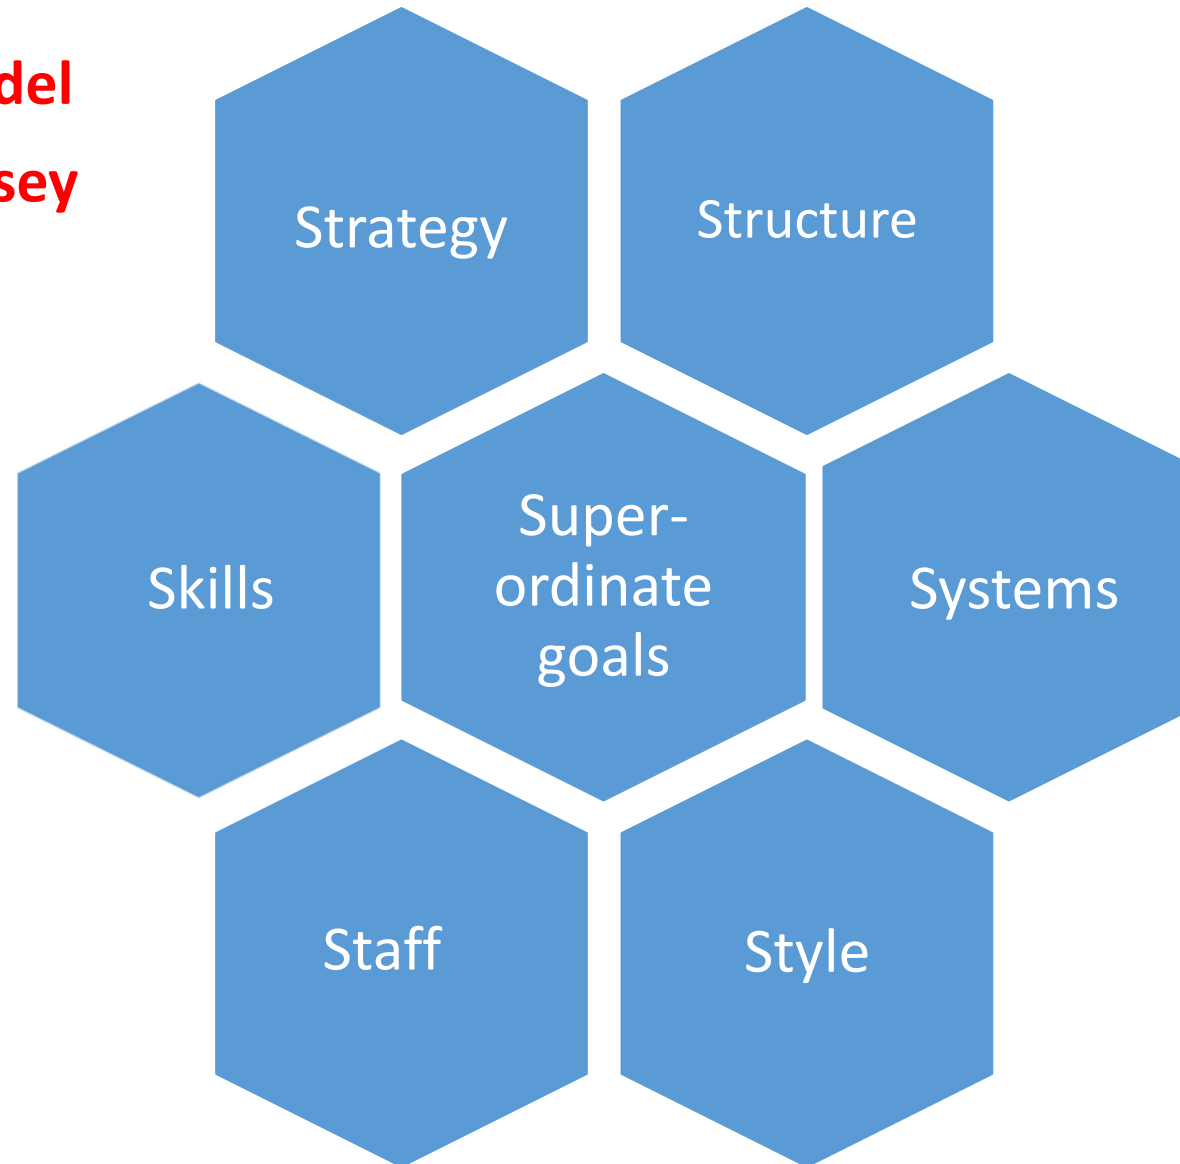 del
sey
Strategy
Structure
Skills
Super-
ordinate
goals
Systems
Staff
Style